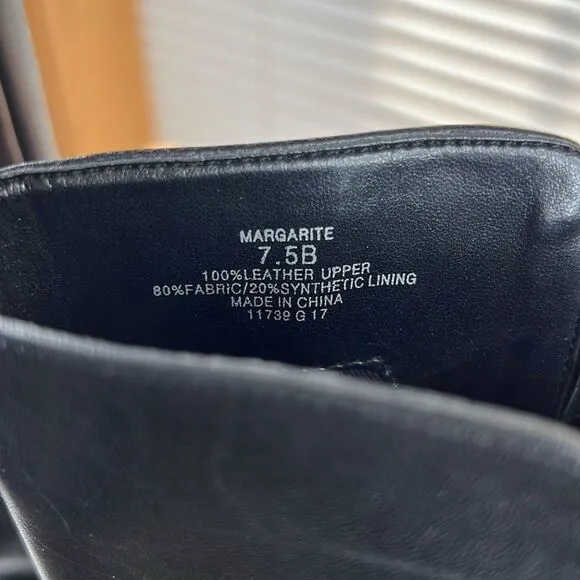 MARGARITE
7.5B
100%LEATHER UPPER
80%FABRIC/20%SYNTHETIC LINING
MADE IN CHINA
11739 G 17